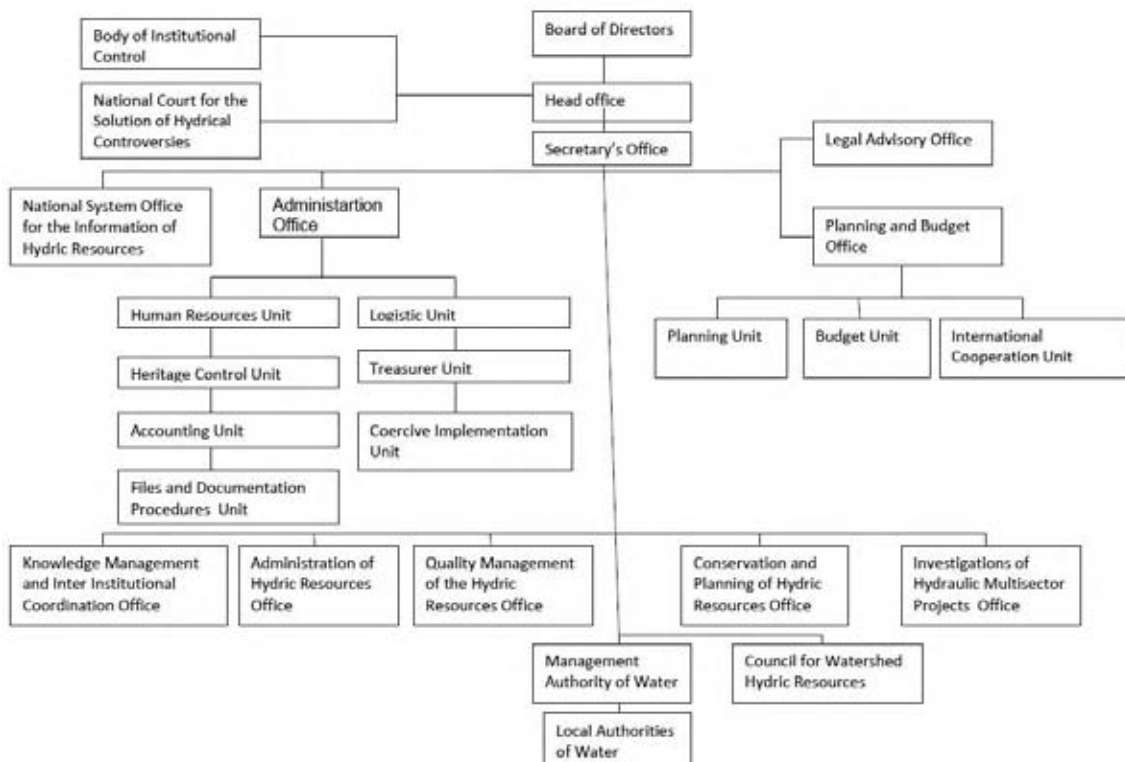 Board of Directors
Body of Institutional
Control
Head office
National Court for the
Solution of Hydrical
Controversies
Secretary's Office
Legal Advisory Office
National System Office
for the Information of
Hydric Resources
Administartion
Office
Planning and Budget
Office
Human Resources Unit
Logistic Unit
Planning Unit
Budget Unit
International
Cooperation Unit
Heritage Control Unit
Treasurer Unit
Accounting Unit
Coercive Implementation
Unit
Files and Documentation
Procedures Unit
Knowledge Management
and Inter Institutional
Coordination Office
Administration of
Hydric Resources
Office
Quality Management
of the Hydric
Resources Office
Conservation and
Planning of Hydric
Resources Office
Investigations of
Hydraulic Multisector
Projects Office
Management
Authority of Water
Council for Watershed
Hydric Resources
Local Authorities
of Water